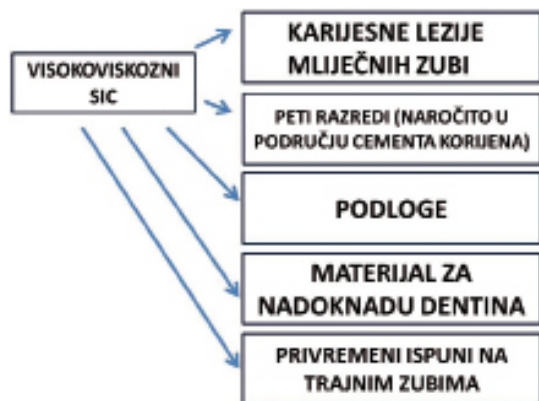 VISOKOVISKOZNI
SIC
KARIJESNE LEZIJE
MLIJEČNIH ZUBI
PETI RAZREDI (NAROČITO U
PODRUČJU CEMENTA KORIJENA)
PODLOGE
MATERIJAL ZA
NADOKNADU DENTINA
PRIVREMENI ISPUNI NA
TRAJNIM ZUBIMA